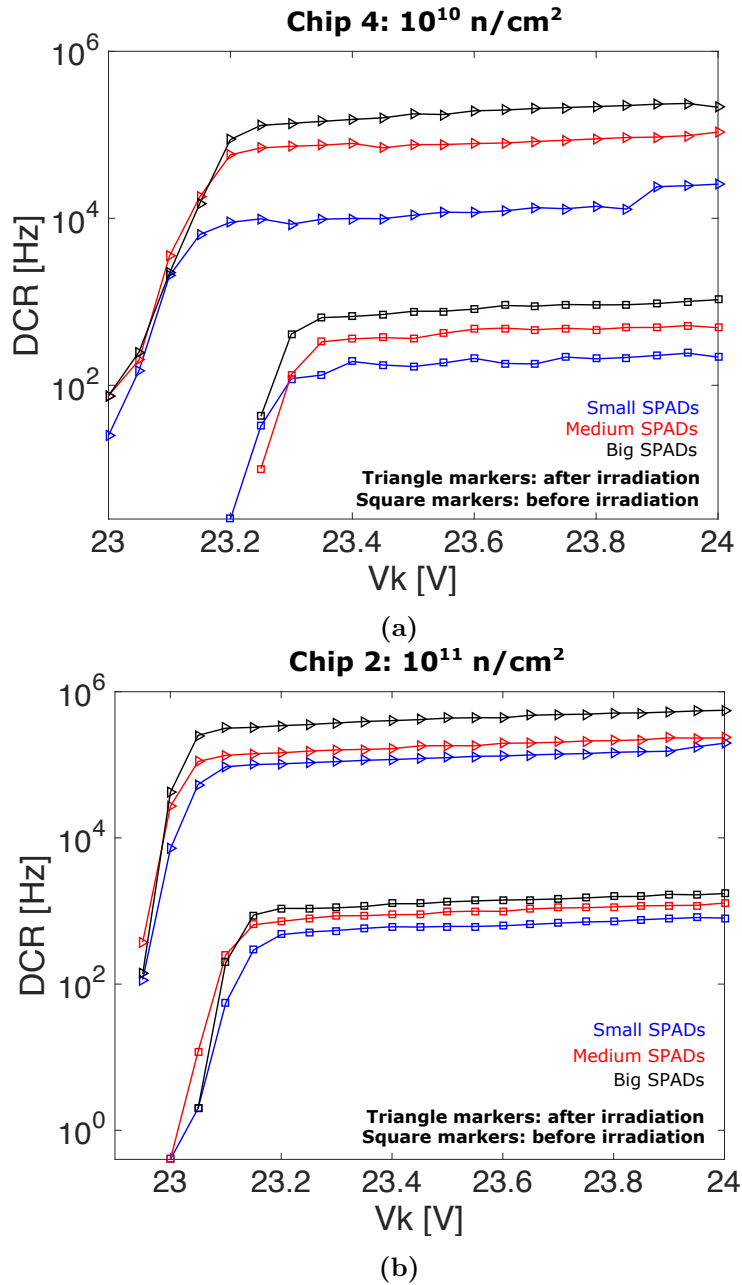 Chip 4: 10¹⁰ n/cm²
10⁶
10⁴
10²
DCR [Hz]
Small SPADs
Medium SPADs
Big SPADs
Triangle markers: after irradiation
Square markers: before irradiation
23 23.2 23.4 23.6 23.8 24
Vk [V]
(a)
Chip 2: 10¹¹ n/cm²
10⁶
10⁴
10²
10⁰
DCR [Hz]
Small SPADs
Medium SPADs
Big SPADs
Triangle markers: after irradiation
Square markers: before irradiation
23 23.2 23.4 23.6 23.8 24
Vk [V]
(b)